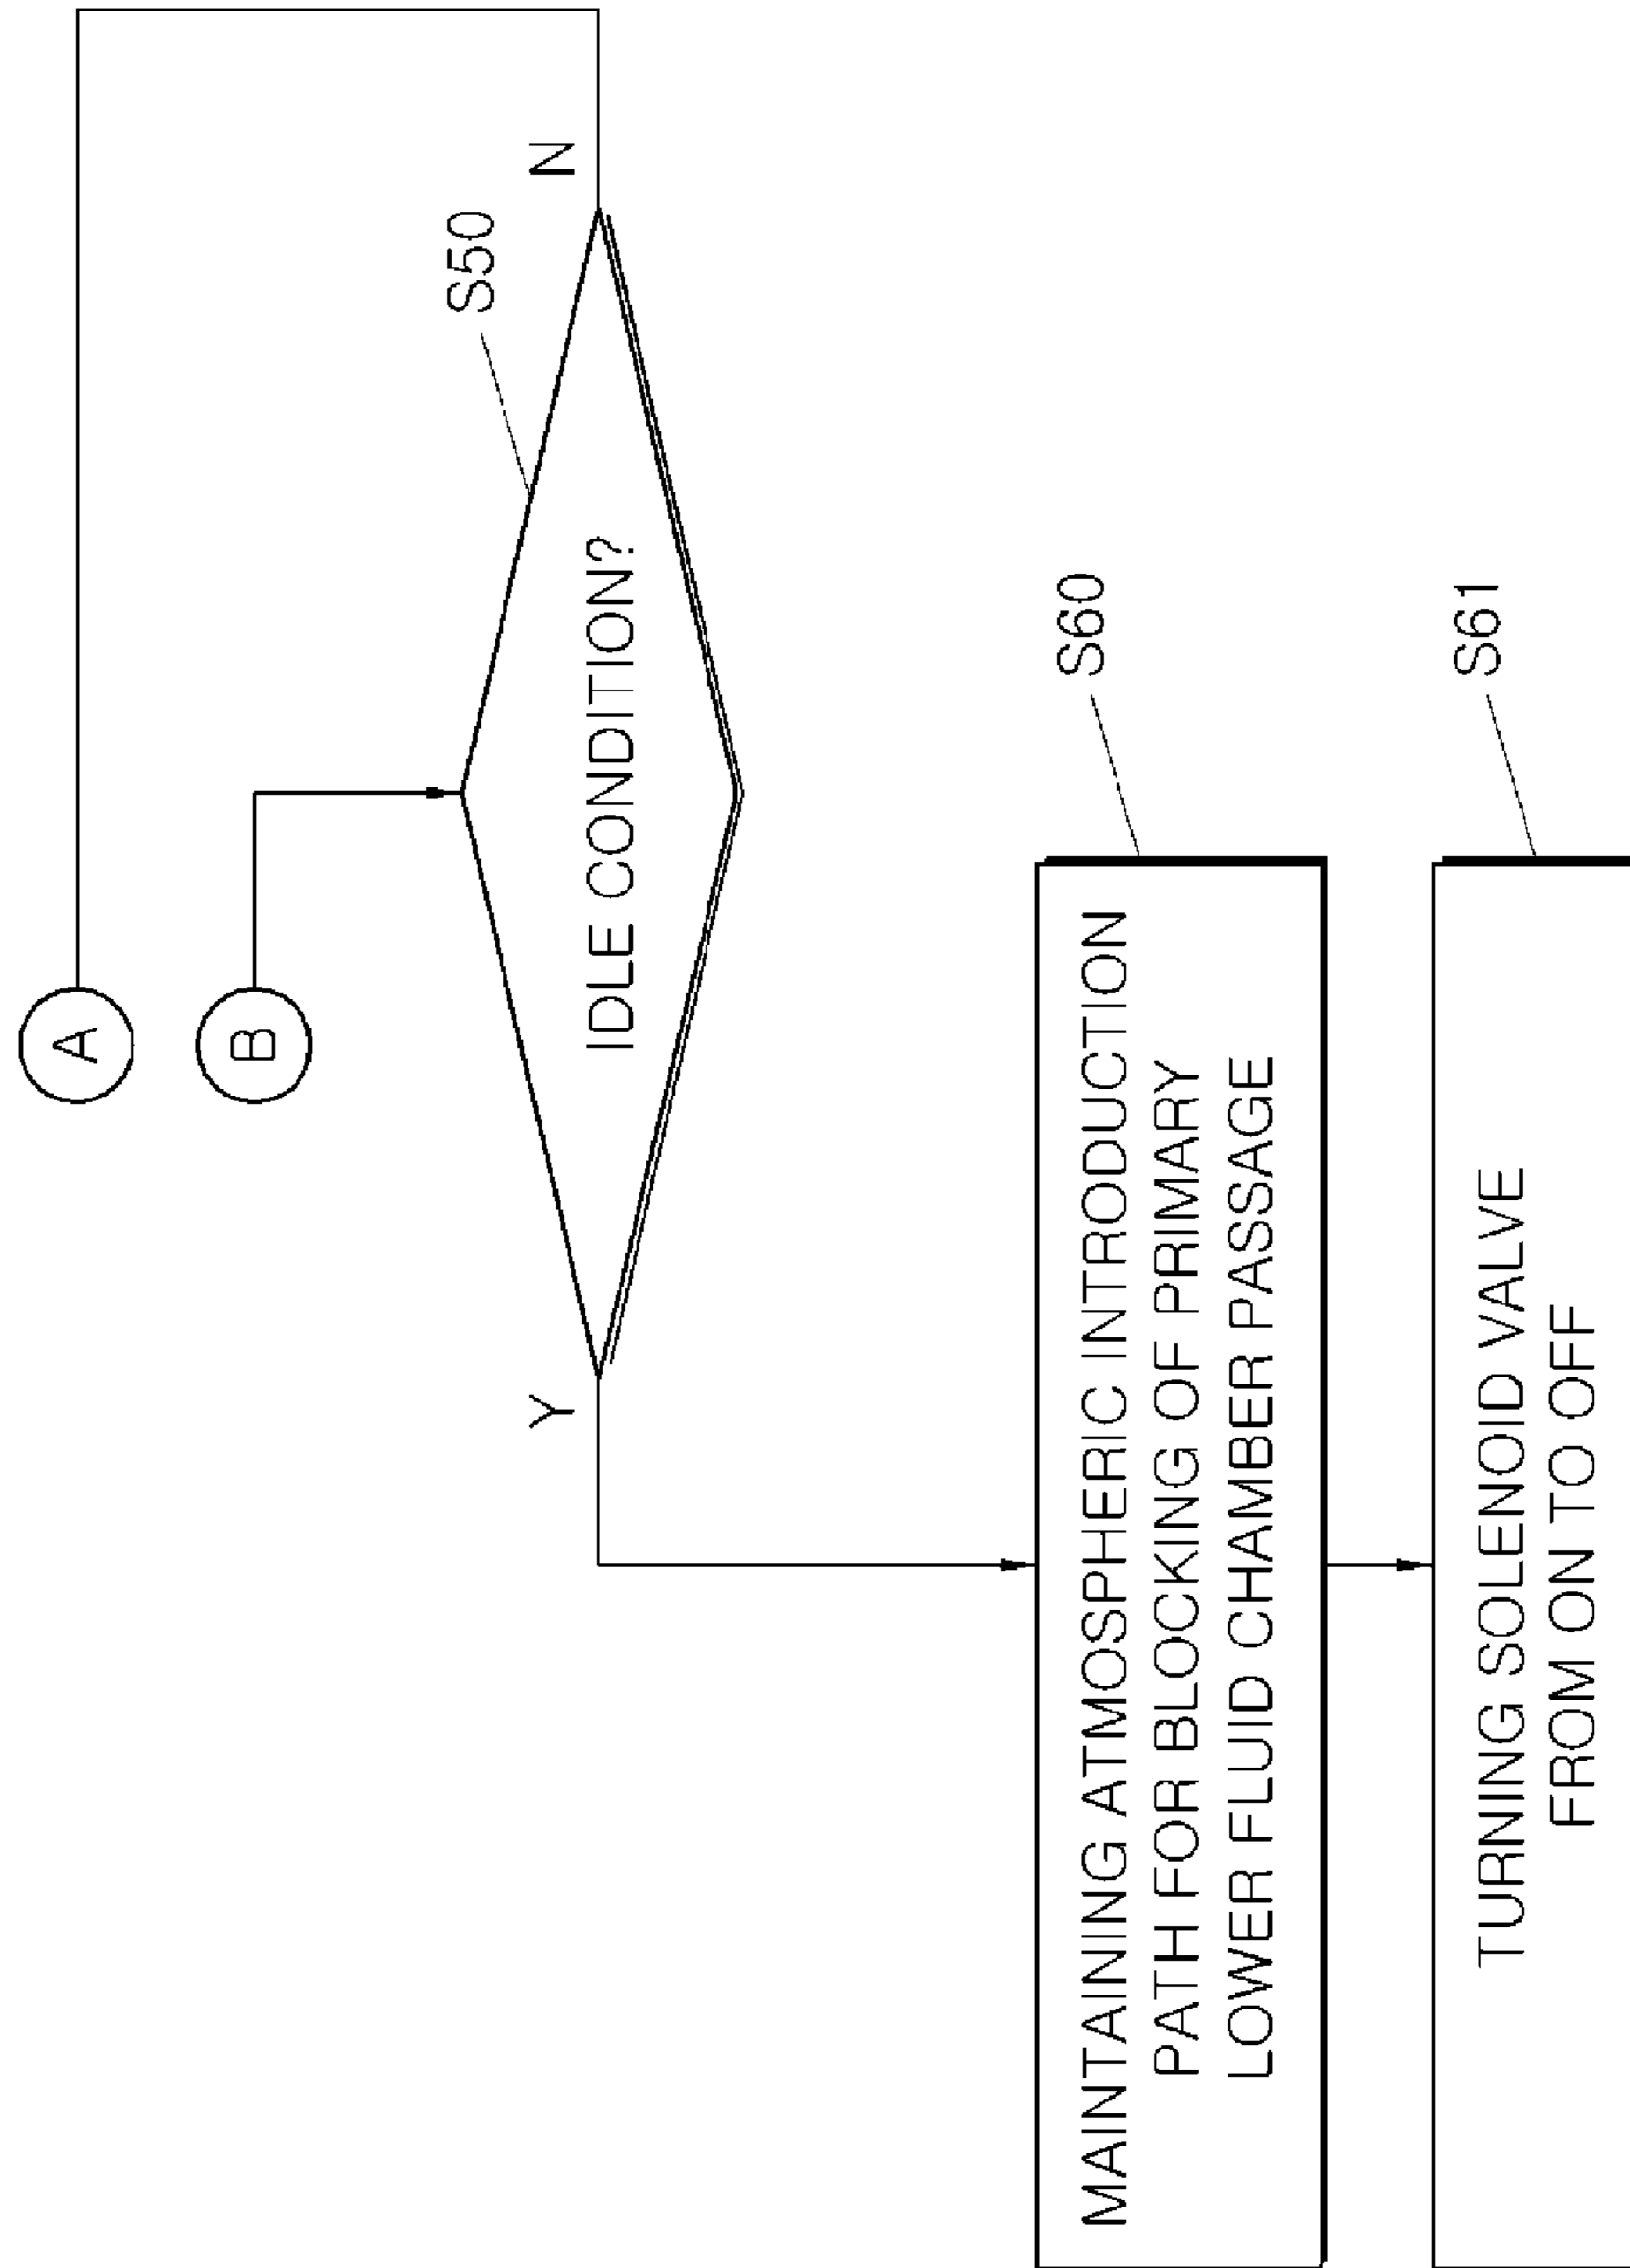 A
B
S50
IDLE CONDITION?
Y
N
S60
MAINTAINING ATMOSPHERIC INTRODUCTION
PATH FOR BLOCKING OF PRIMARY
LOWER FLUID CHAMBER PASSAGE
S61
TURNING SOLENOID VALVE
FROM ON TO OFF